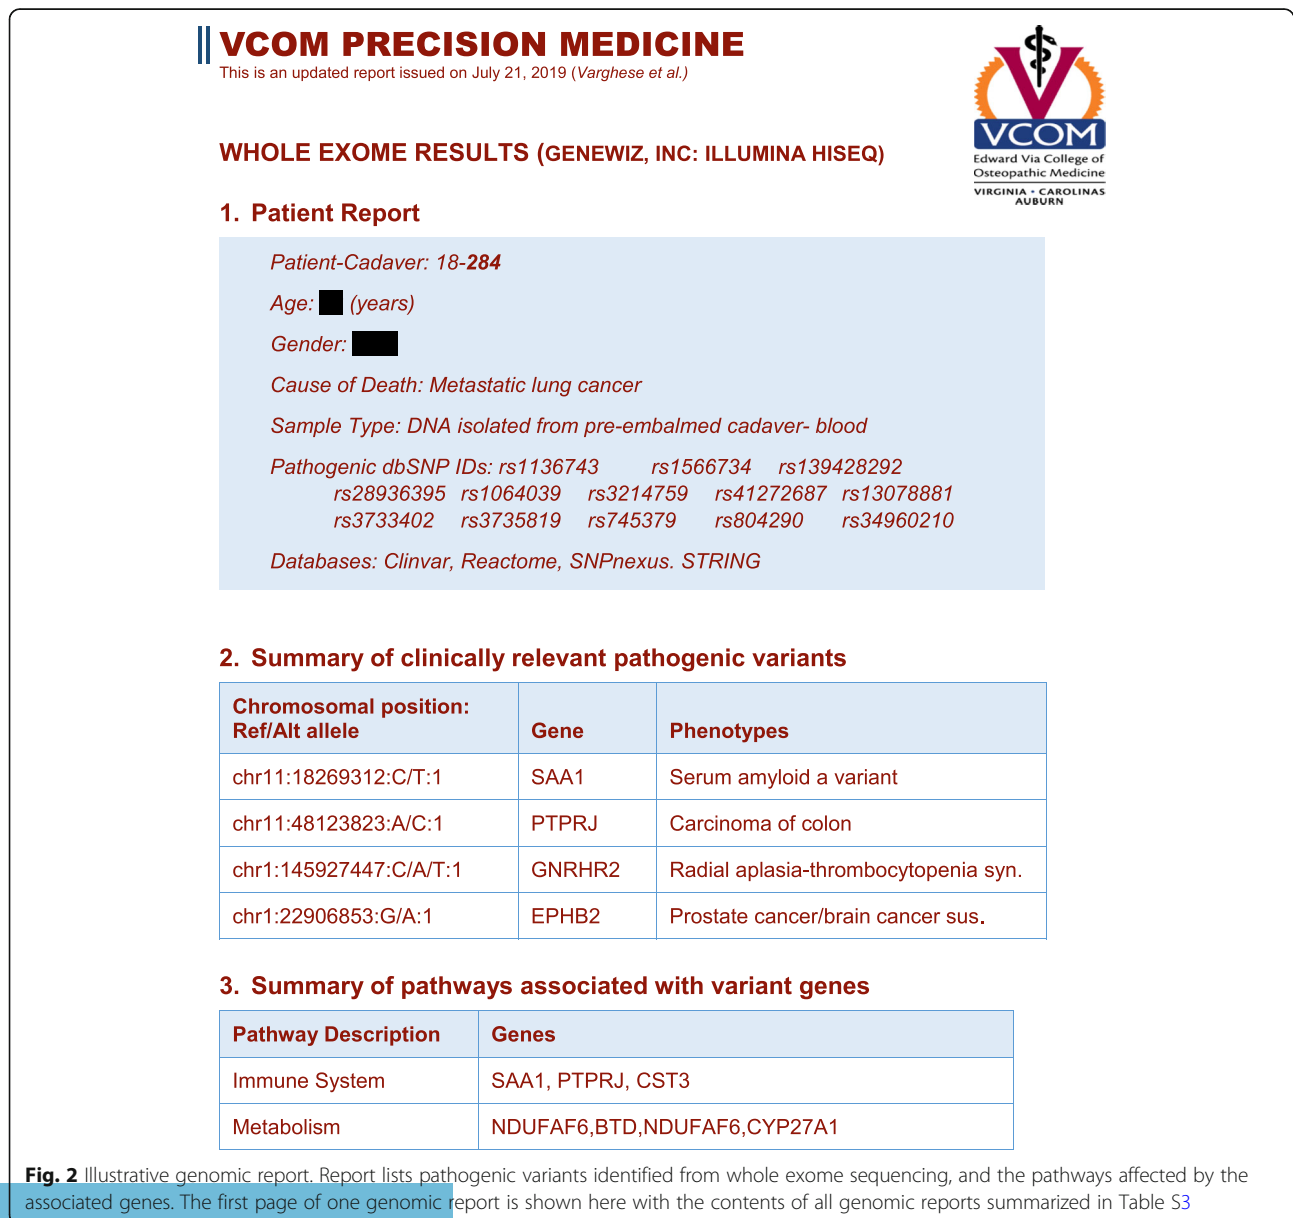 VCOM PRECISION MEDICINE
This is an updated report issued on July 21, 2019 (Varghese et al.)
VCOM
Edward Via College of
Osteopathic Medicine
VIRGINIA • CAROLINAS
AUBURN
WHOLE EXOME RESULTS (GENEWIZ, INC: ILLUMINA HISEQ)
1. Patient Report
Patient-Cadaver: 18-284
Age: (years)
Gender:
Cause of Death: Metastatic lung cancer
Sample Type: DNA isolated from pre-embalmed cadaver- blood
Pathogenic dbSNP IDs: rs1136743 rs1566734 rs139428292
rs28936395 rs1064039 rs3214759 rs41272687 rs13078881
rs3733402 rs3735819 rs745379 rs804290 rs34960210
Databases: Clinvar, Reactome, SNPnexus. STRING
2. Summary of clinically relevant pathogenic variants
Chromosomal position:
Ref/Alt allele Gene Phenotypes
chr11:18269312:C/T:1 SAA1 Serum amyloid a variant
chr11:48123823:A/C:1 PTPRJ Carcinoma of colon
chr1:145927447:C/A/T:1 GNRHR2 Radial aplasia-thrombocytopenia syn.
chr1:22906853:G/A:1 EPHB2 Prostate cancer/brain cancer sus.
3. Summary of pathways associated with variant genes
Pathway Description Genes
Immune System SAA1, PTPRJ, CST3
Metabolism NDUFAF6,BTD,NDUFAF6,CYP27A1
Fig. 2 Illustrative genomic report. Report lists pathogenic variants identified from whole exome sequencing, and the pathways affected by the
associated genes. The first page of one genomic report is shown here with the contents of all genomic reports summarized in Table S3